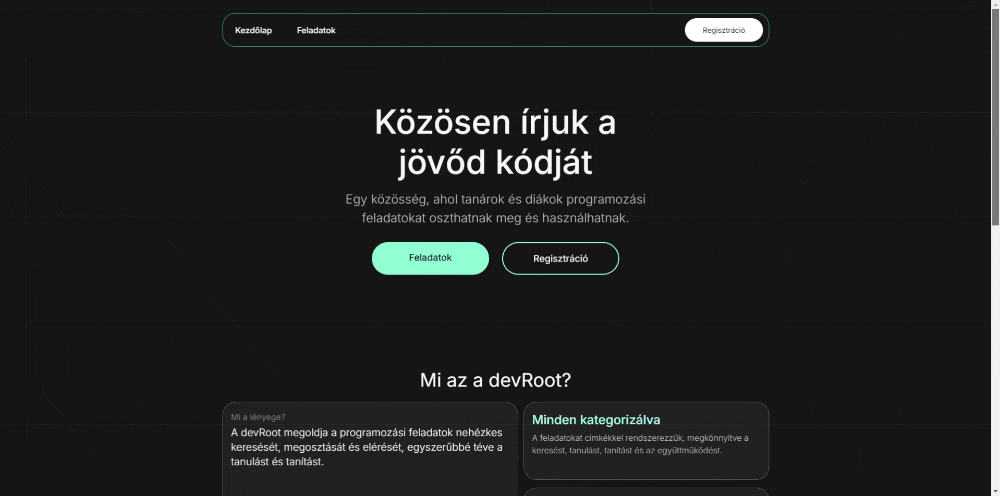 Kezdőlap Feladatok Regisztráció
Közösen írjuk a
jövőd kódját
Egy közösség, ahol tanárok és diákok programozási
feladatokat oszthatnak meg és használhatnak.
Feladatok Regisztráció
Mi az a devRoot?
Mi a lényege?
A devRoot megoldja a programozási feladatok nehézkes
keresését, megosztását és elérését, egyszerűbbé téve a
tanulást és tanítást.
Minden kategorizálva
A feladatokat címkékkel rendszerezzük, megkönnyítve a
keresést, tanulást, tanítást és az együttműködést.